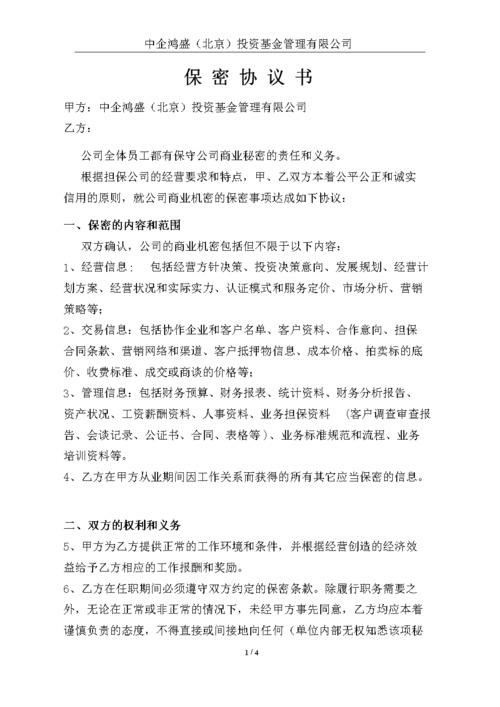 中企鸿盛（北京）投资基金管理有限公司
保 密 协 议 书
甲方：中企鸿盛（北京）投资基金管理有限公司
乙方：
公司全体员工都有保守公司商业秘密的责任和义务。
根据担保公司的经营要求和特点，甲、乙双方本着公平公正和诚实
信用的原则，就公司商业机密的保密事项达成如下协议：
一、保密的内容和范围
双方确认，公司的商业机密包括但不限于以下内容：
1、经营信息： 包括经营方针决策、投资决策意向、发展规划、经营计
划方案、经营状况和实际实力、认证模式和服务定价、市场分析、营销
策略等；
2、交易信息：包括协作企业和客户名单、客户资料、合作意向、担保
合同条款、营销网络和渠道、客户抵押物信息、成本价格、拍卖标的底
价、收费标准、成交或商谈的价格等；
3、管理信息：包括财务预算、财务报表、统计资料、财务分析报告、
资产状况、工资薪酬资料、人事资料、业务担保资料 （客户调查审查报
告、会谈记录、公证书、合同、表格等）、业务标准规范和流程、业务
培训资料等。
4、乙方在甲方从业期间因工作关系而获得的所有其它应当保密的信息。
二、双方的权利和义务
5、甲方为乙方提供正常的工作环境和条件，并根据经营创造的经济效
益给予乙方相应的工作报酬和奖励。
6、乙方在任职期间必须遵守双方约定的保密条款。除履行职务需要之
外，无论在正常或非正常的情况下，未经甲方事先同意，乙方均应本着
谨慎负责的态度，不得直接或间接地向任何（单位内部无权知悉该项秘
1 / 4